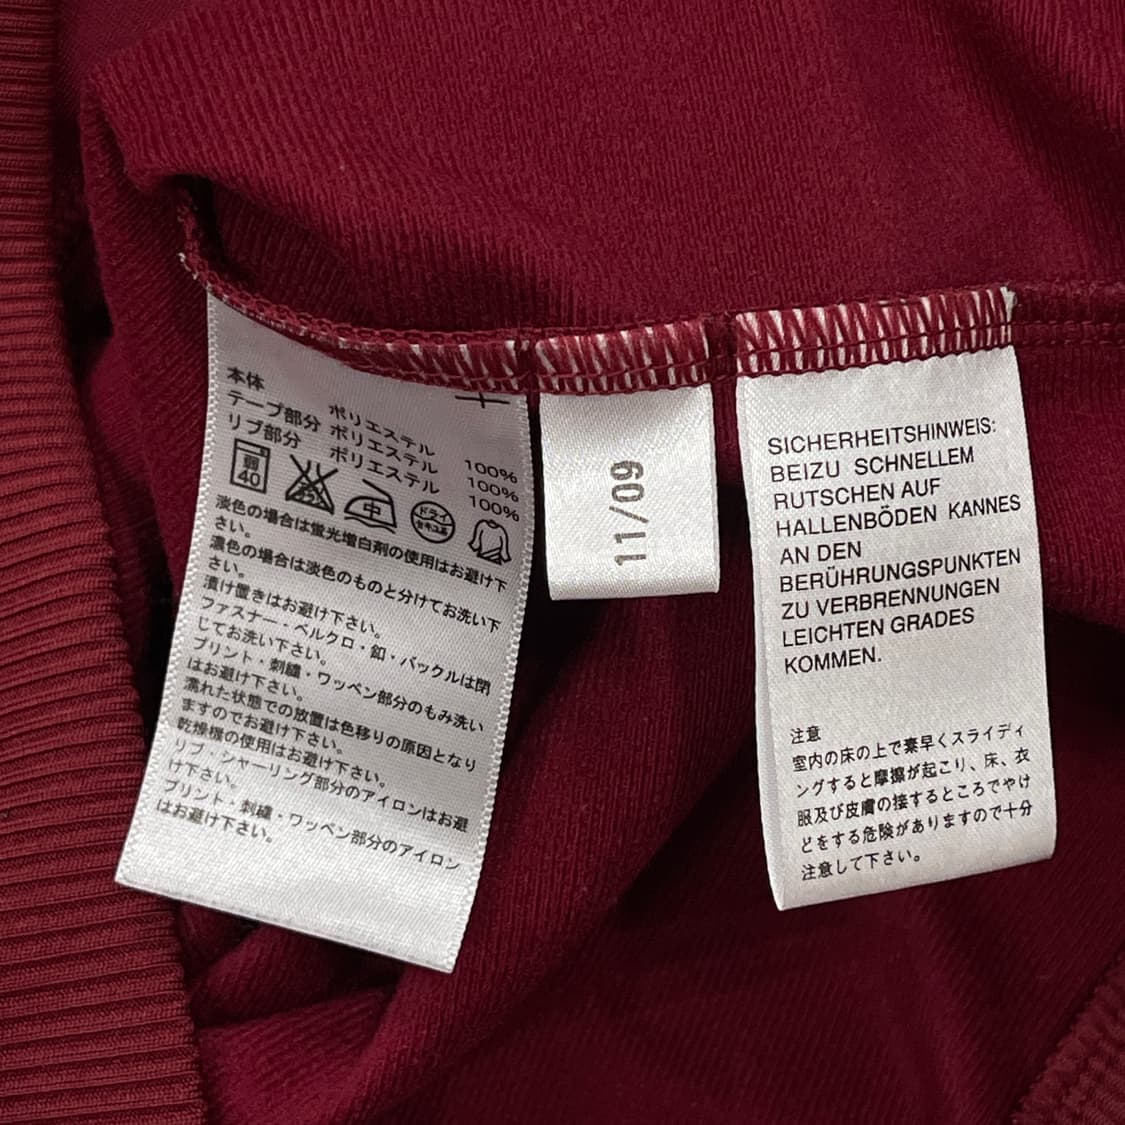 本体 ポリエステル 100%
テープ部分 ポリエステル 100%
リブ部分 ポリエステル 100%
弱
40
中
ドライ
セキユ系
淡色の場合は蛍光増白剤の使用はお避け下
さい。
濃色の場合は淡色のものと分けてお洗い下
さい。
漬け置きはお避け下さい。
ファスナー・ベルクロ・釦・バックルは閉
じてお洗い下さい。
プリント・刺繍・ワッペン部分のもみ洗い
はお避け下さい。
濡れた状態での放置は色移りの原因となり
ますのでお避け下さい。
乾燥機の使用はお避け下さい。
リブ・シャーリング部分のアイロンはお避
け下さい。
プリント・刺繍・ワッペン部分のアイロン
はお避け下さい。
11/09
SICHERHEITSHINWEIS:
BEIZU SCHNELLEM
RUTSCHEN AUF
HALLENBÖDEN KANNES
AN DEN
BERÜHRUNGSPUNKTEN
ZU VERBRENNUNGEN
LEICHTEN GRADES
KOMMEN.
注意
室内の床の上で素早くスライディ
ングすると摩擦が起こり、床、衣
服及び皮膚の接するところでやけ
どをする危険がありますので十分
注意して下さい。